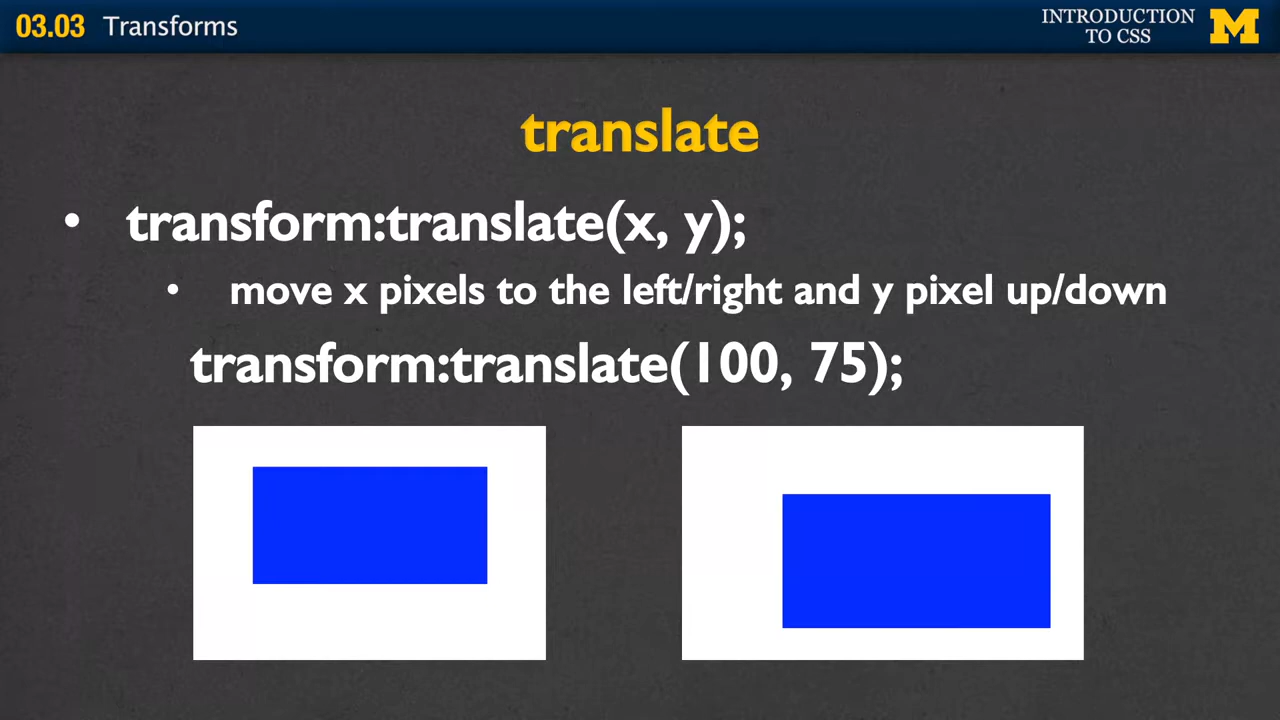 03.03 Transforms
INTRODUCTION
TO CSS
M
translate
• transform:translate(x, y);
• move x pixels to the left/right and y pixel up/down
transform:translate(100, 75);